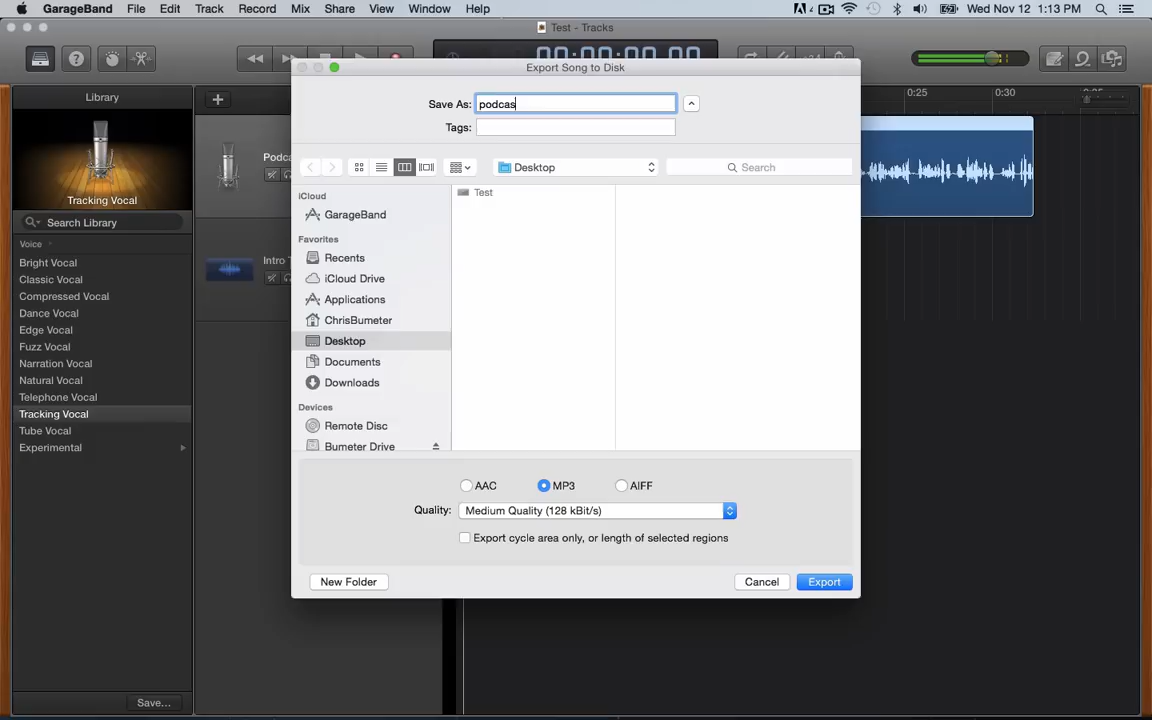 GarageBand File Edit Track Record Mix Share View Window Help Wed Nov 12 1:13 PM
Test - Tracks
Export Song to Disk
Library
0:25 0:30
Save As: podcas
Tags:
Podca
Desktop
Search
Tracking Vocal
Search Library
Voice
Bright Vocal
Classic Vocal
Compressed Vocal
Dance Vocal
Edge Vocal
Fuzz Vocal
Narration Vocal
Natural Vocal
Telephone Vocal
Tracking Vocal
Tube Vocal
Experimental
Save...
Intro T
iCloud
GarageBand
Favorites
Recents
iCloud Drive
Applications
ChrisBumeter
Desktop
Documents
Downloads
Devices
Remote Disc
Bumeter Drive
Test
AAC MP3 AIFF
Quality: Medium Quality (128 kBit/s)
Export cycle area only, or length of selected regions
New Folder Cancel Export